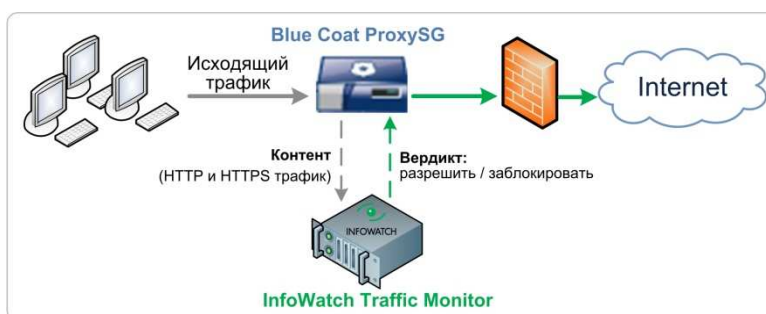 Blue Coat ProxySG
Исходящий
трафик
Internet
Контент
(HTTP и HTTPS трафик)
Вердикт:
разрешить / заблокировать
INFOWATCH
InfoWatch Traffic Monitor